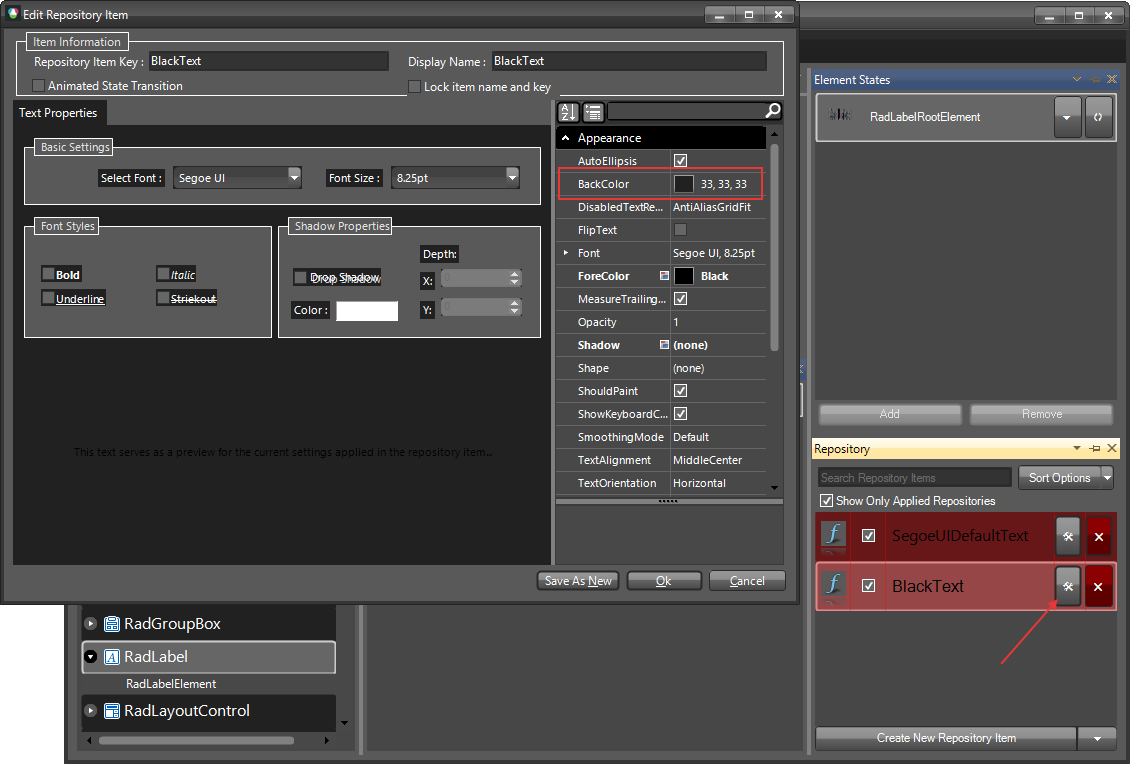 Edit Repository Item
Item Information
Repository Item Key :
BlackText
Display Name :
BlackText
Animated State Transition
Lock item name and key
Text Properties
Basic Settings
Select Font :
Segoe UI
Font Size :
8.25pt
Font Styles
Bold
Italic
Underline
Striekout
Shadow Properties
Drop Shadow
Depth:
X:
0
Color :
Y:
0
This text serves as a preview for the current settings applied in the repository item...
A
Z
Appearance
AutoEllipsis
BackColor 33, 33, 33
DisabledTextRe... AntiAliasGridFit
FlipText
Font Segoe UI, 8.25pt
ForeColor Black
MeasureTrailing...
Opacity 1
Shadow (none)
Shape (none)
ShouldPaint
ShowKeyboardC...
SmoothingMode Default
TextAlignment MiddleCenter
TextOrientation Horizontal
Save As New
Ok
Cancel
RadGroupBox
A RadLabel
RadLabelElement
RadLayoutControl
Element States
RadLabelRootElement
Add
Remove
Repository
Search Repository Items
Sort Options
Show Only Applied Repositories
f SegoeUIDefaultText
f BlackText
Create New Repository Item